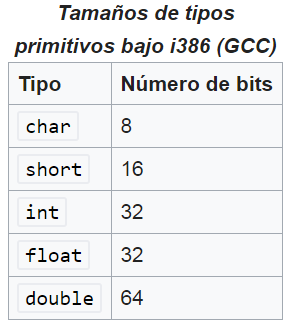 Tamaños de tipos
primitivos bajo i386 (GCC)
Tipo Número de bits
char 8
short 16
int 32
float 32
double 64